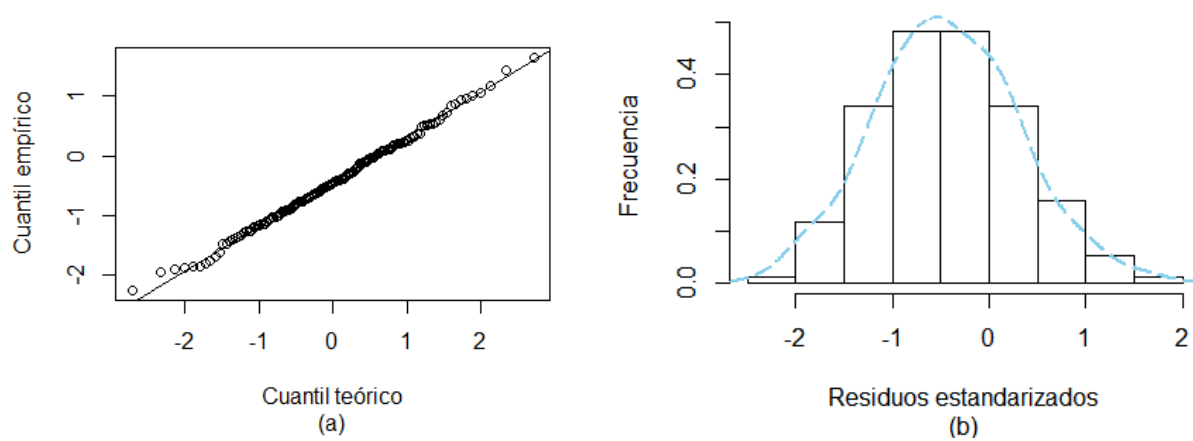 Cuantil empírico
1
0
-1
-2
-2 -1 0 1 2
Cuantil teórico
(a)
Frecuencia
0.4
0.2
0.0
-2 -1 0 1 2
Residuos estandarizados
(b)